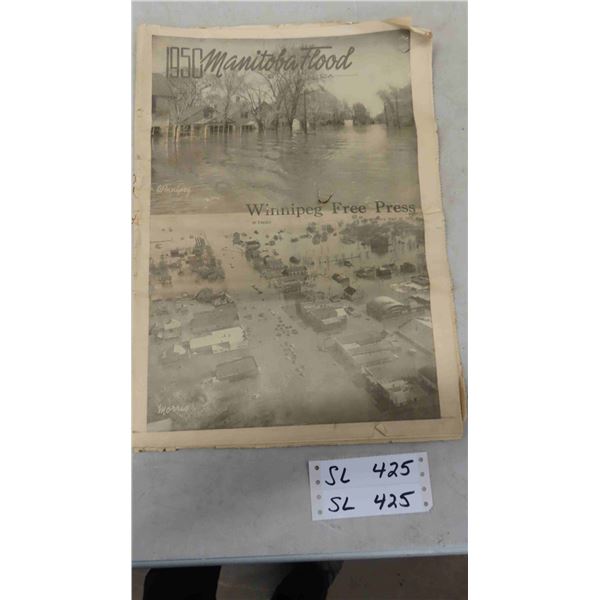 1950 Manitoba Flood
Winnipeg
Winnipeg Free Press
Morris
SL 425
SL 425